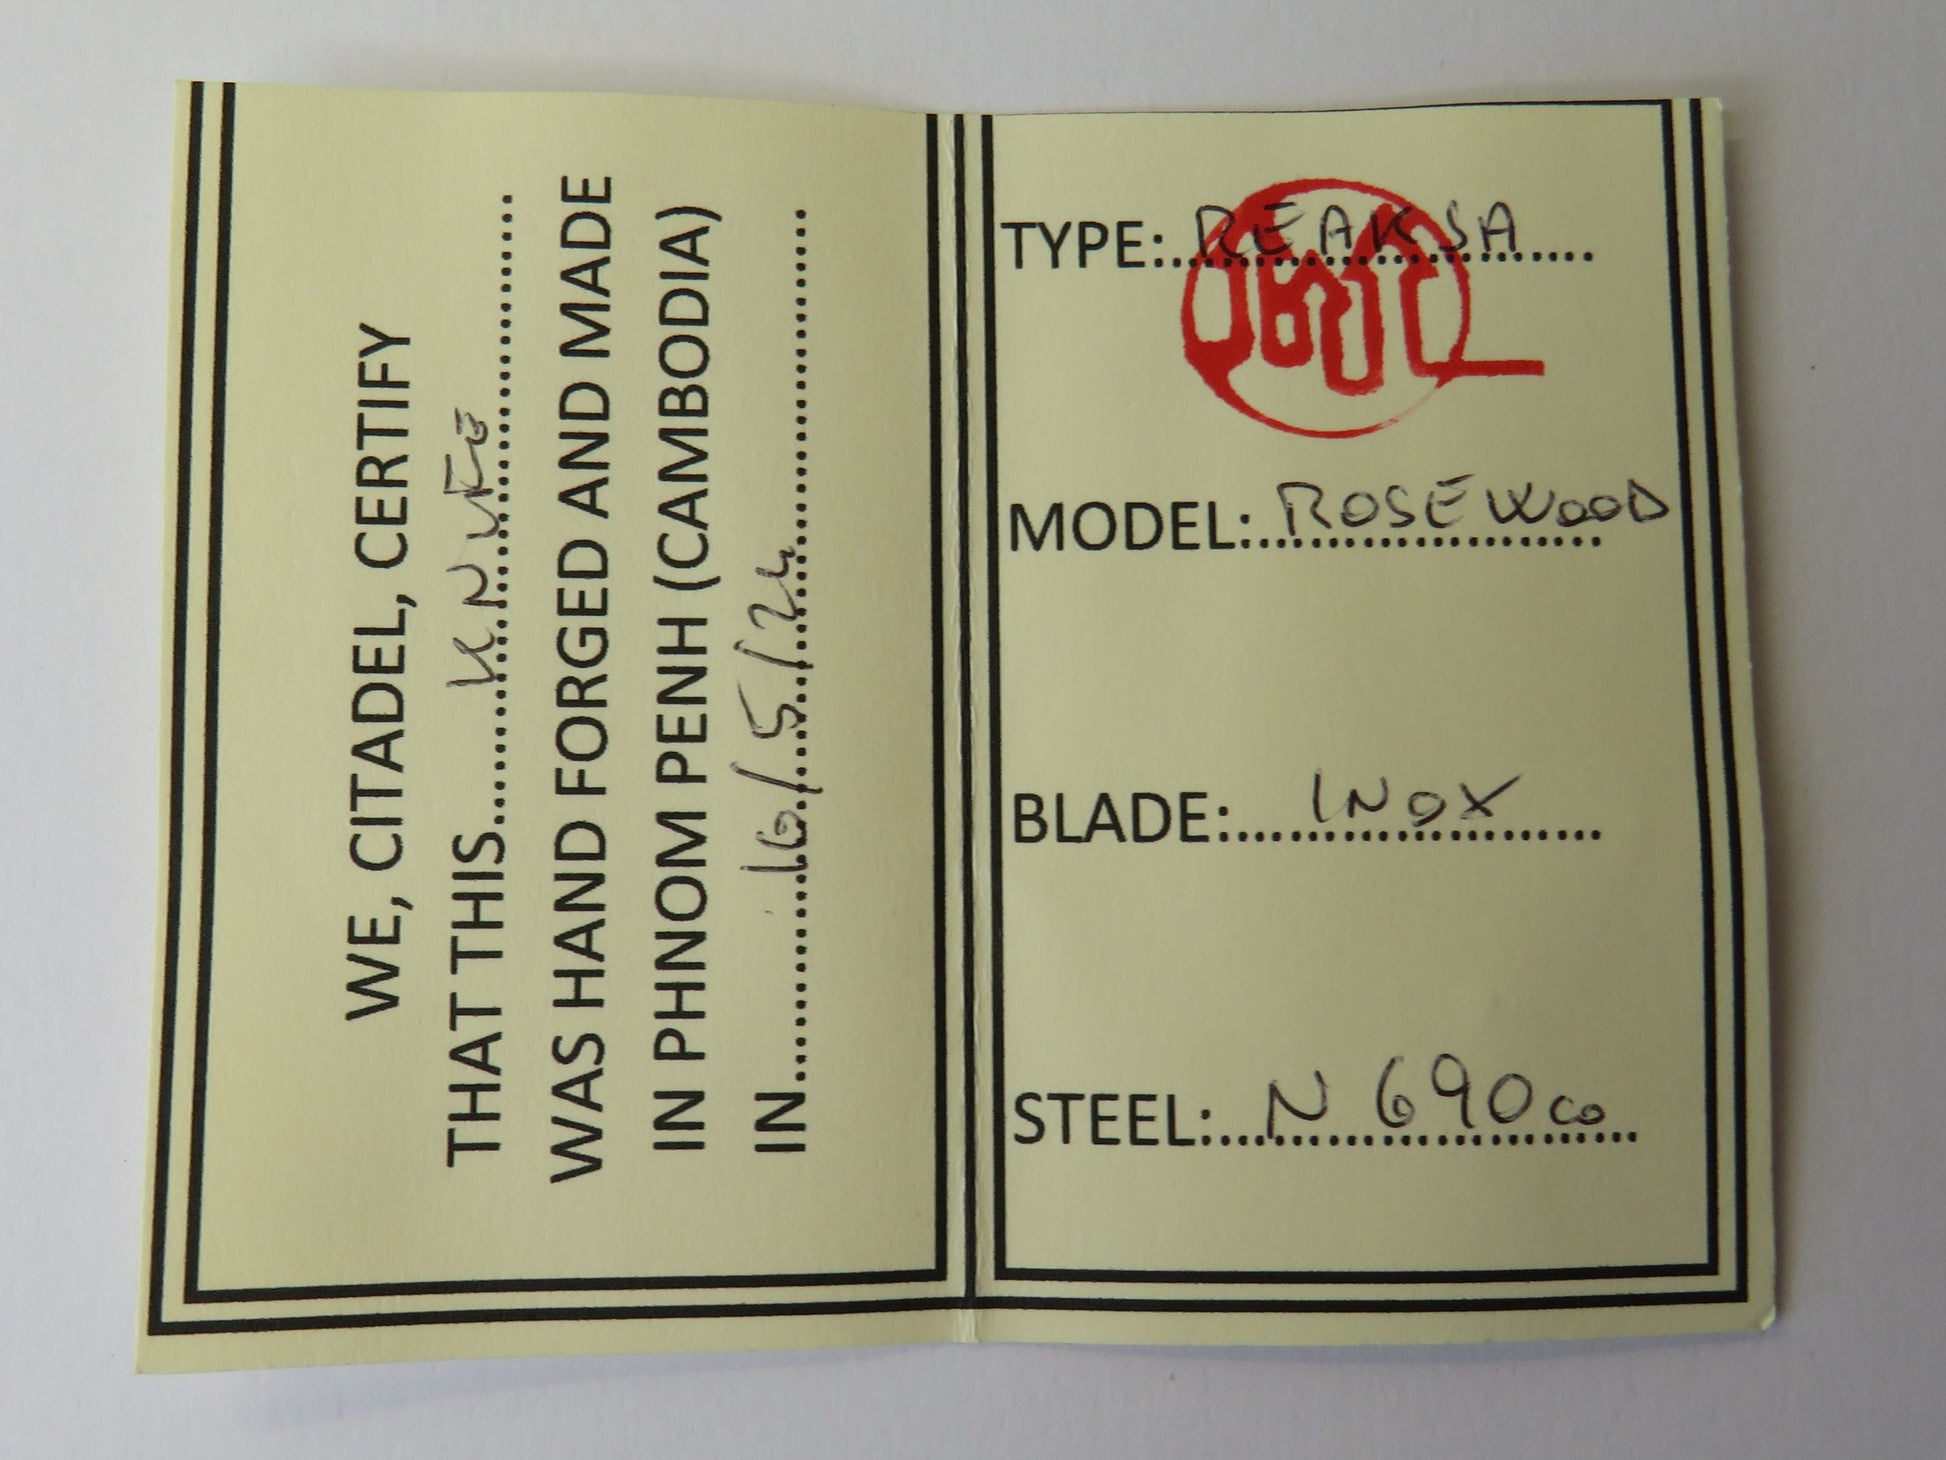 WE, CITADEL, CERTIFY
THAT THIS.........KNIFE....................
WAS HAND FORGED AND MADE
IN PHNOM PENH (CAMBODIA)
IN...............16/5/24........................
TYPE:..REAKSA....
MODEL:..ROSEWOOD
BLADE:.....INOX.......
STEEL:...N690co..